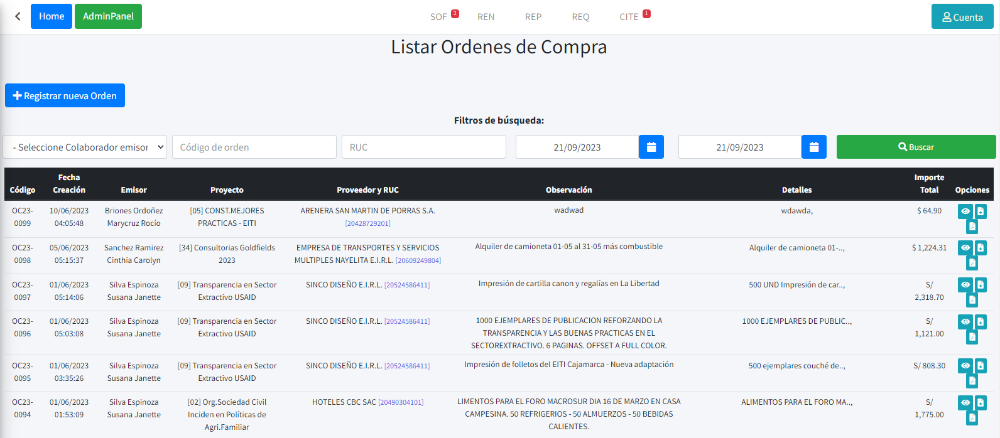 Home AdminPanel SOF 2 REN REP REQ CITE 1 Cuenta
Listar Ordenes de Compra
Registrar nueva Orden
Filtros de búsqueda:
- Seleccione Colaborador emisor Código de orden RUC 21/09/2023 21/09/2023 Buscar
Código Fecha Creación Emisor Proyecto Proveedor y RUC Observación Detalles Importe Total Opciones
OC23- 10/06/2023 Briones Ordoñez [05] CONST.MEJORES ARENERA SAN MARTIN DE PORRAS S.A. wadwad wdawda, $ 64.90
0099 04:05:48 Marycruz Rocío PRACTICAS - EITI [20428729201]
OC23- 05/06/2023 Sanchez Ramirez [34] Consultorias Goldfields EMPRESA DE TRANSPORTES Y SERVICIOS Alquiler de camioneta 01-05 al 31-05 más combustible Alquiler de camioneta 01-.., $ 1,224.31
0098 05:15:37 Cinthia Carolyn 2023 MULTIPLES NAYELITA E.I.R.L. [20609249804]
OC23- 01/06/2023 Silva Espinoza [09] Transparencia en Sector SINCO DISEÑO E.I.R.L. [20524586411] Impresión de cartilla canon y regalías en La Libertad 500 UND Impresión de car.., S/
0097 05:14:06 Susana Janette Extractivo USAID 2,318.70
OC23- 01/06/2023 Silva Espinoza [09] Transparencia en Sector SINCO DISEÑO E.I.R.L. [20524586411] 1000 EJEMPLARES DE PUBLICACION REFORZANDO LA 1000 EJEMPLARES DE PUBLIC.., S/
0096 05:03:08 Susana Janette Extractivo USAID TRANSPARENCIA Y LAS BUENAS PRACTICAS EN EL 1,121.00
SECTOREXTRACTIVO. 6 PAGINAS. OFFSET A FULL COLOR.
OC23- 01/06/2023 Silva Espinoza [09] Transparencia en Sector SINCO DISEÑO E.I.R.L. [20524586411] Impresión de folletos del EITI Cajamarca - Nueva adaptación 500 ejemplares couché de.., S/ 808.30
0095 03:35:26 Susana Janette Extractivo USAID
OC23- 01/06/2023 Silva Espinoza [02] Org.Sociedad Civil HOTELES CBC SAC [20490304101] LIMENTOS PARA EL FORO MACROSUR DIA 16 DE MARZO EN CASA ALIMENTOS PARA EL FORO MA.., S/
0094 01:53:09 Susana Janette Inciden en Políticas de CAMPESINA. 50 REFRIGERIOS - 50 ALMUERZOS - 50 BEBIDAS 1,775.00
Agri.Familiar CALIENTES.